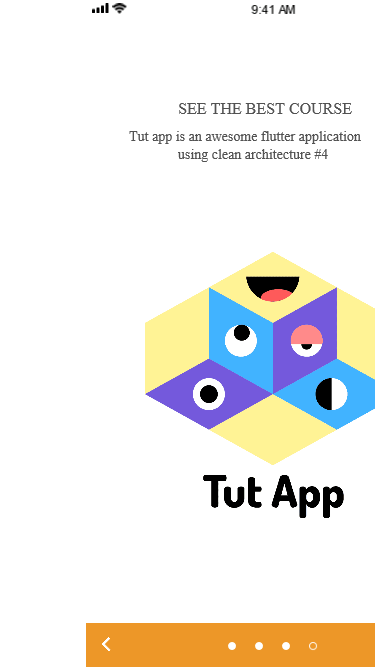 9:41 AM
SEE THE BEST COURSE
Tut app is an awesome flutter application
using clean architecture #4
Tut App